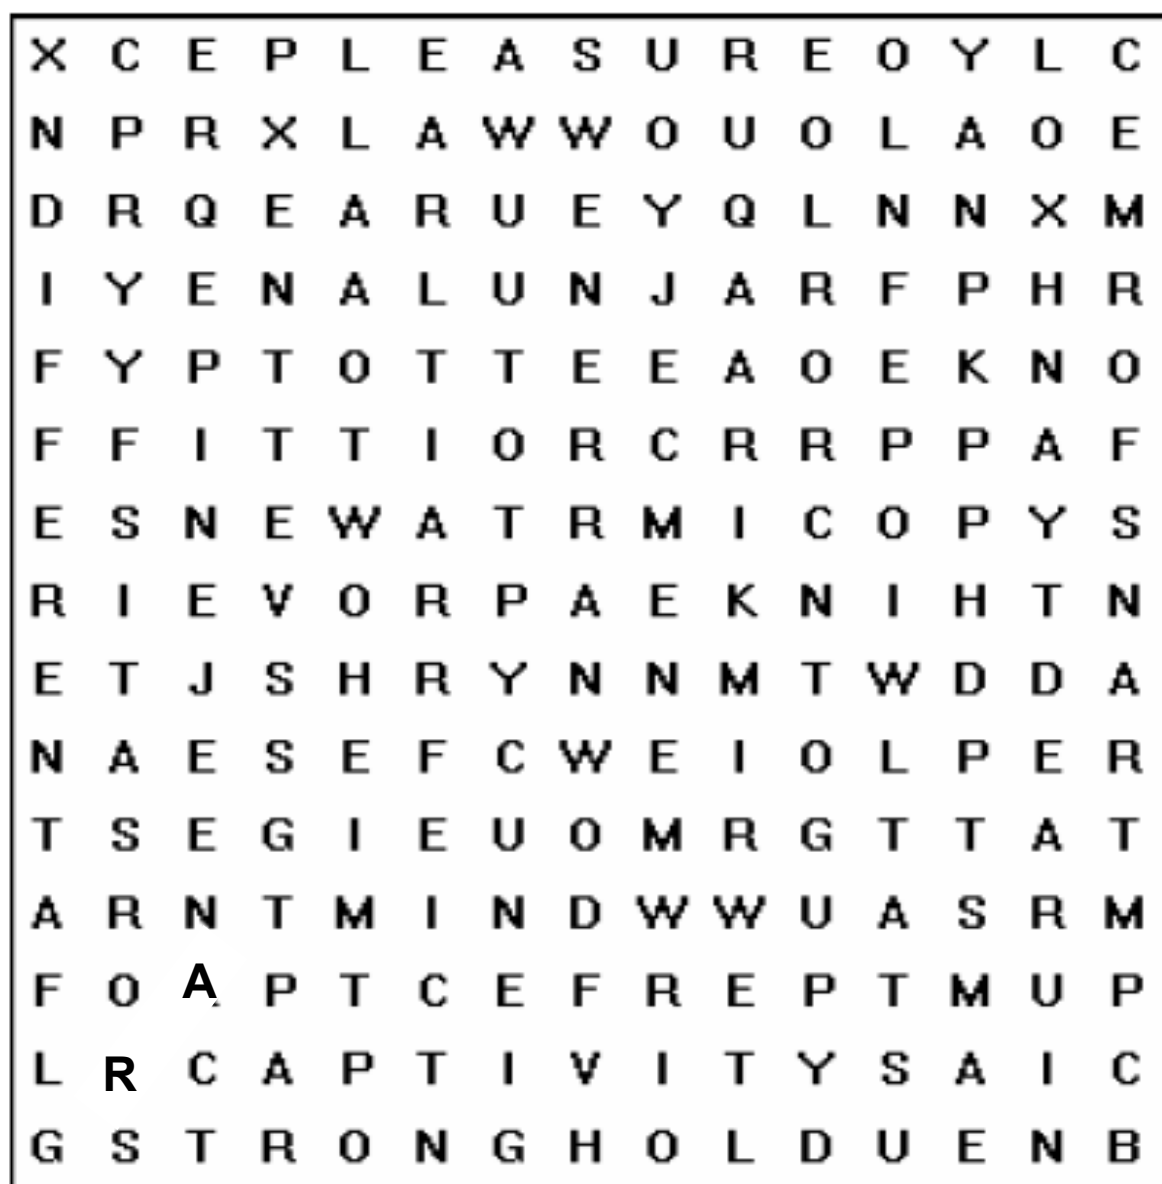 X C E P L E A S U R E O Y L C
N P R X L A W W O U O L A O E
D R Q E A R U E Y Q L N N X M
I Y E N A L U N J A R F P H R
F Y P T O T T E E A O E K N O
F F I T T I O R C R R P P A F
E S N E W A T R M I C O P Y S
R I E V O R P A E K N I H T N
E T J S H R Y N N M T W D D A
N A E S E F C W E I O L P E R
T S E G I E U O M R G T T A T
A R N T M I N D W W U A S R M
F O A P T C E F R E P T M U P
L R C A P T I V I T Y S A I C
G S T R O N G H O L D U E N B